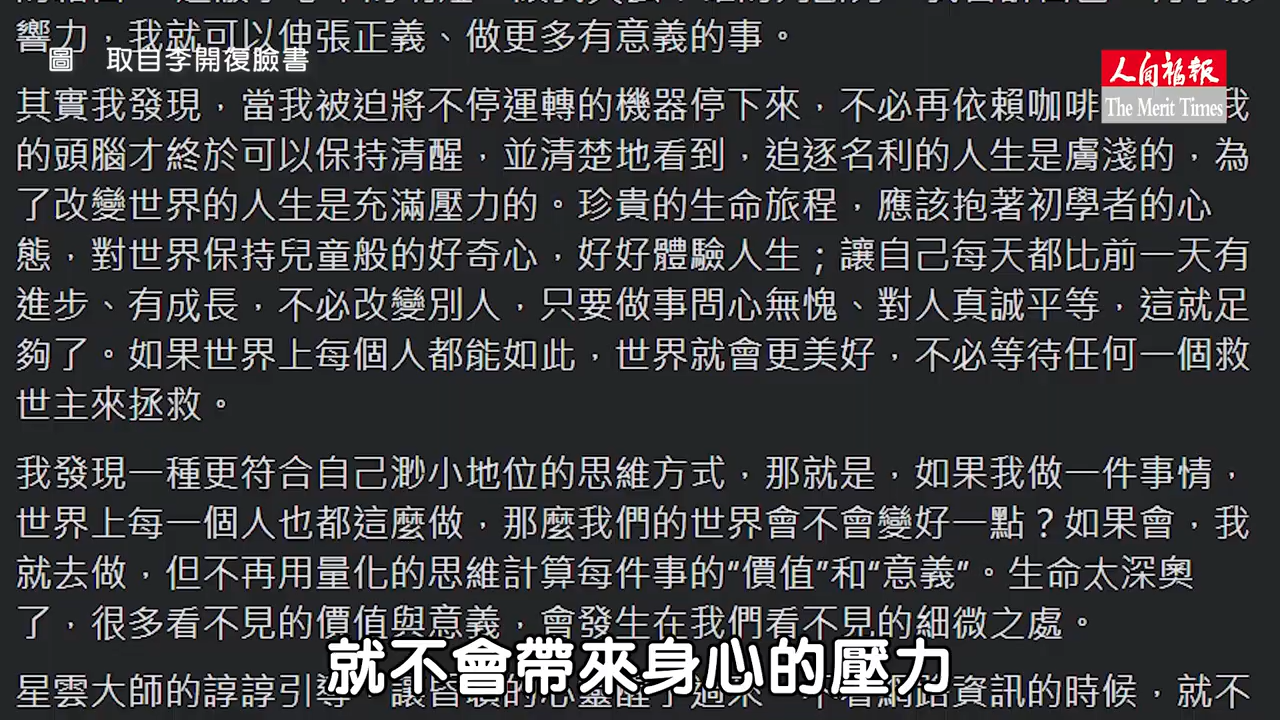 響力，我就可以伸張正義、做更多有意義的事。
圖 取自李開復臉書
人间福報
The Merit Times
其實我發現，當我被迫將不停運轉的機器停下來，不必再依賴咖啡 我
的頭腦才終於可以保持清醒，並清楚地看到，追逐名利的人生是膚淺的，為
了改變世界的人生是充滿壓力的。珍貴的生命旅程，應該抱著初學者的心
態，對世界保持兒童般的好奇心，好好體驗人生；讓自己每天都比前一天有
進步、有成長，不必改變別人，只要做事問心無愧、對人真誠平等，這就足
夠了。如果世界上每個人都能如此，世界就會更美好，不必等待任何一個救
世主來拯救。
我發現一種更符合自己渺小地位的思維方式，那就是，如果我做一件事情，
世界上每一個人也都這麼做，那麼我們的世界會不會變好一點？如果會，我
就去做，但不再用量化的思維計算每件事的“價值”和“意義”。生命太深奧
了，很多看不見的價值與意義，會發生在我們看不見的細微之處。
就不會帶來身心的壓力
星雲大師的諄諄引導 資訊的時候，就不